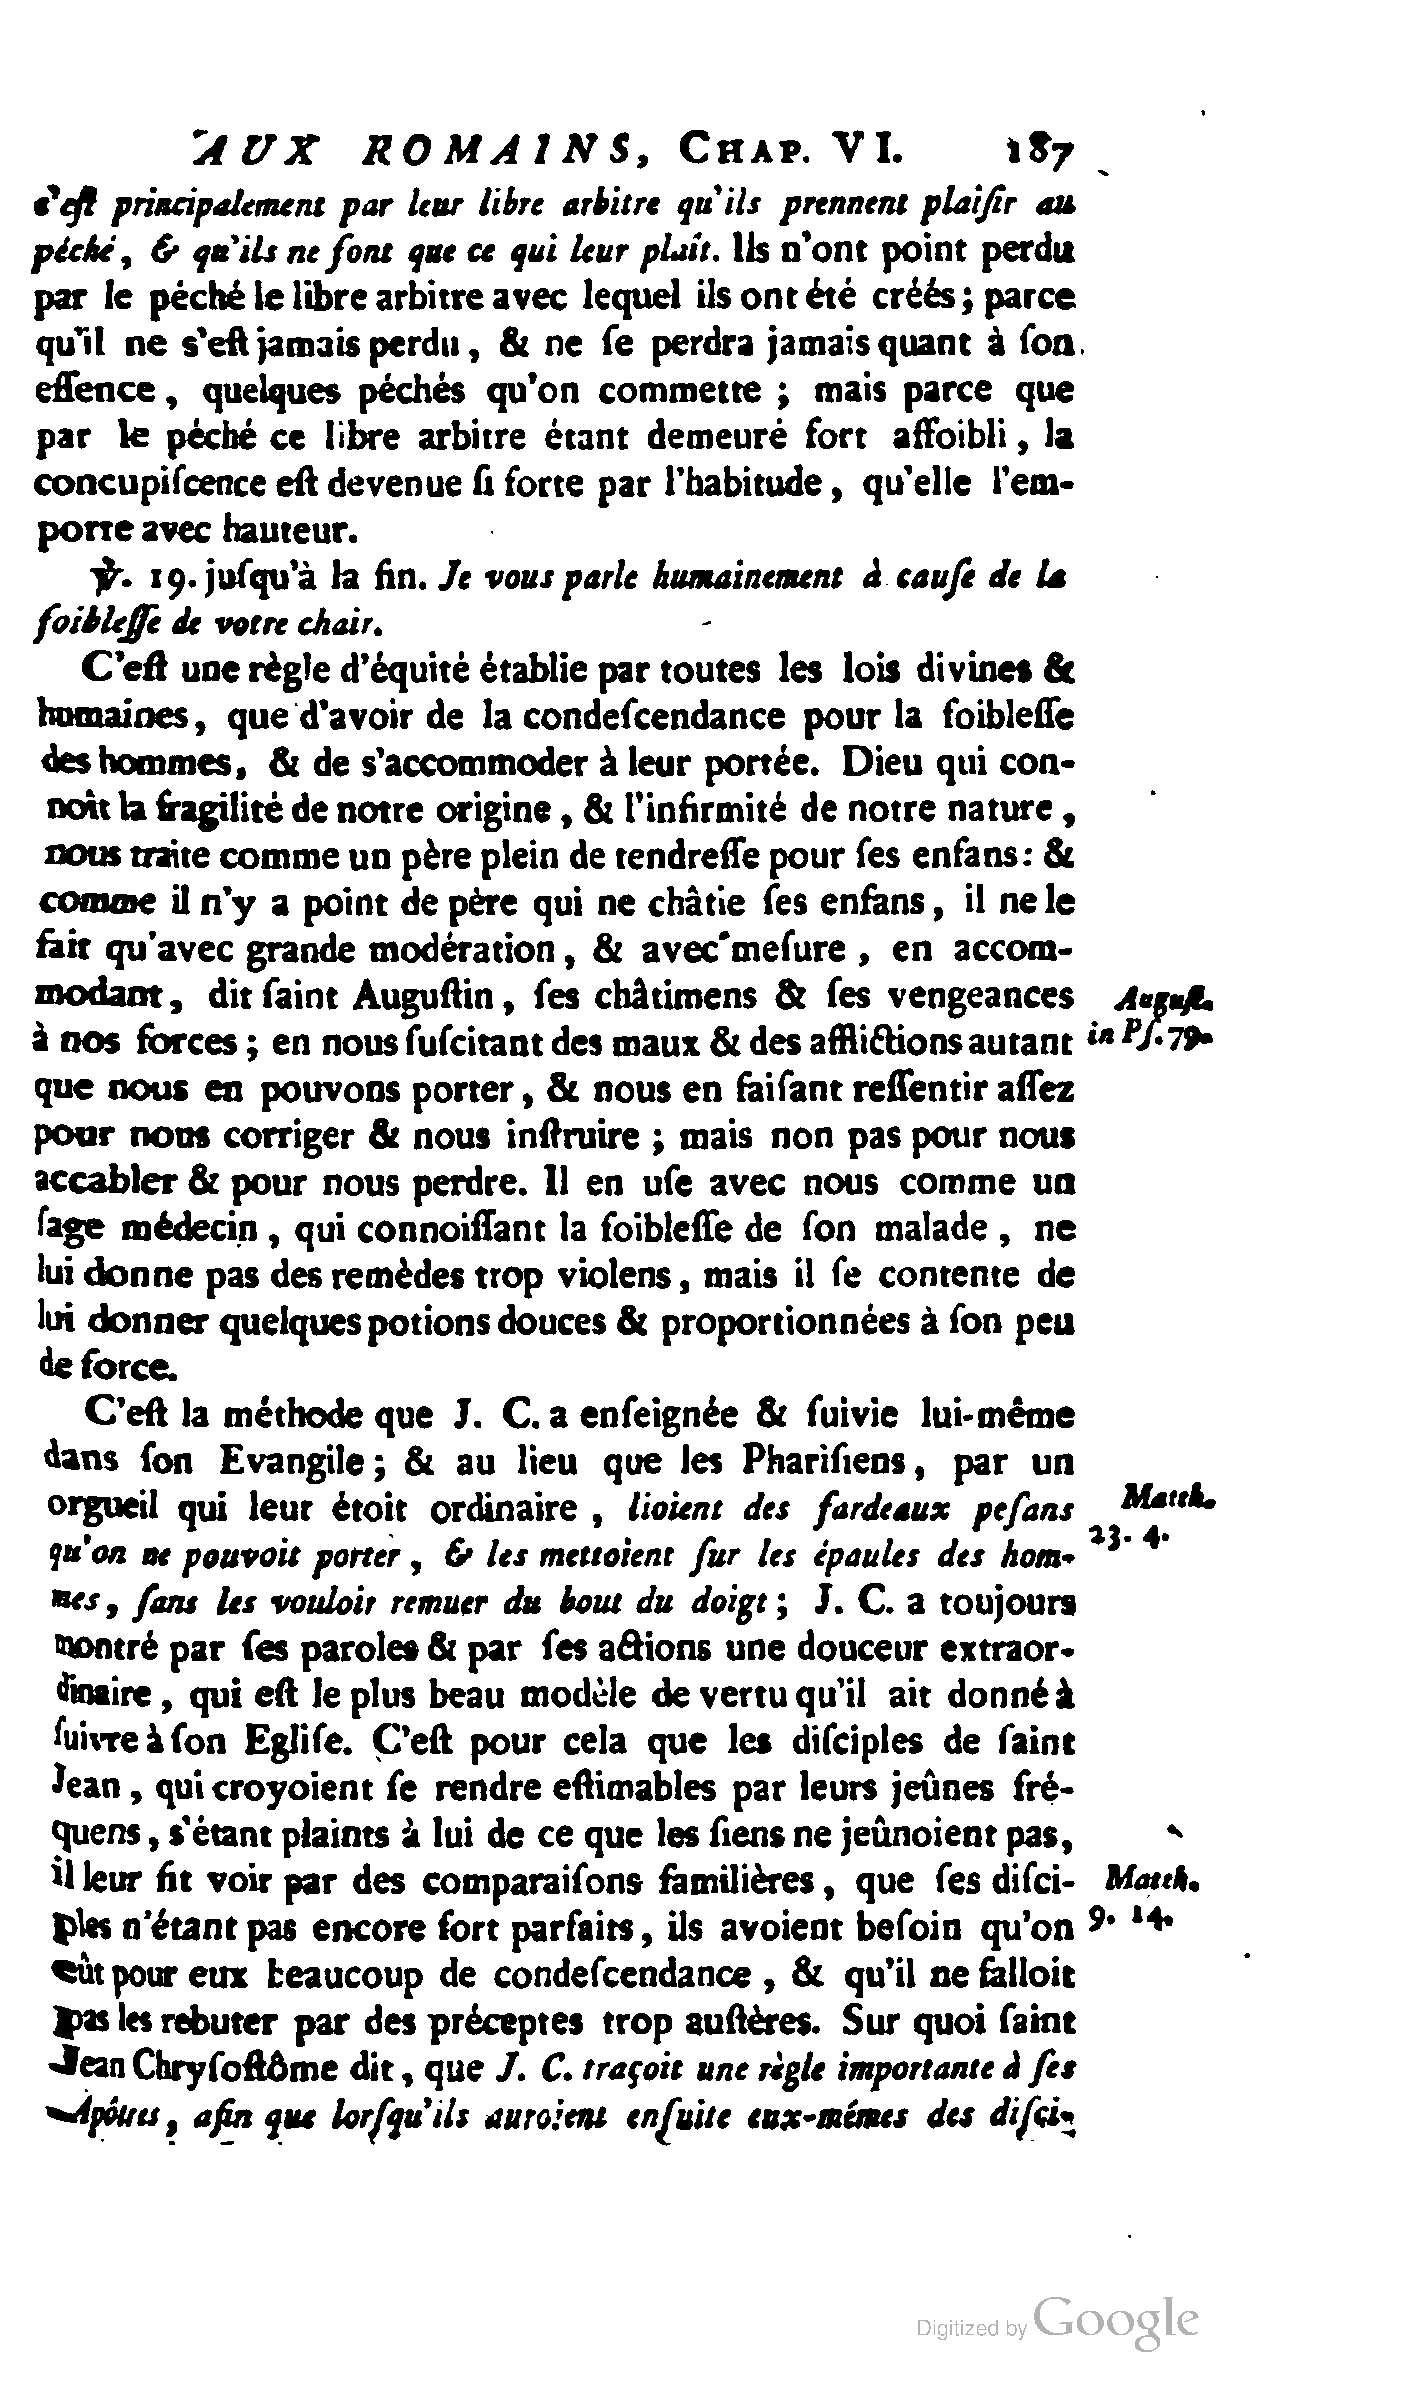 AUX ROMAINS, CHAP. VI. 187
c'eſt principalement par leur libre arbitre qu'ils prennent plaiſir au
péché, & qu'ils ne font que ce qui leur plaît. Ils n'ont point perdu
par le péché le libre arbitre avec lequel ils ont été créés; parce
qu'il ne s'eſt jamais perdu, & ne ſe perdra jamais quant à ſon
eſſence, quelques péchés qu'on commette ; mais parce que
par le péché ce libre arbitre étant demeuré fort affoibli, la
concupiſcence eſt devenue ſi forte par l'habitude, qu'elle l'em-
porte avec hauteur.
℣. 19. juſqu'à la fin. Je vous parle humainement à cauſe de la
foibleſſe de votre chair.
C'eſt une règle d'équité établie par toutes les lois divines &
humaines, que d'avoir de la condeſcendance pour la foibleſſe
des hommes, & de s'accommoder à leur portée. Dieu qui con-
noît la fragilité de notre origine, & l'infirmité de notre nature,
nous traite comme un père plein de tendreſſe pour ſes enfans: &
comme il n'y a point de père qui ne châtie ſes enfans, il ne le
fait qu'avec grande modération, & avec meſure, en accom-
modant, dit ſaint Auguſtin, ſes châtimens & ſes vengeances
Auguſt.
à nos forces; en nous ſuſcitant des maux & des afflictions autant
in Pſ. 79.
que nous en pouvons porter, & nous en faiſant reſſentir aſſez
pour nous corriger & nous inſtruire ; mais non pas pour nous
accabler & pour nous perdre. Il en uſe avec nous comme un
ſage médecin, qui connoiſſant la foibleſſe de ſon malade, ne
lui donne pas des remèdes trop violens, mais il ſe contente de
lui donner quelques potions douces & proportionnées à ſon peu
de force.
C'eſt la méthode que J. C. a enſeignée & ſuivie lui-même
dans ſon Evangile; & au lieu que les Phariſiens, par un
orgueil qui leur étoit ordinaire, lioient des fardeaux peſans
Matth.
qu'on ne pouvoit porter, & les mettoient ſur les épaules des hom-
23. 4.
mes, ſans les vouloir remuer du bout du doigt; J. C. a toujours
montré par ſes paroles & par ſes actions une douceur extraor-
dinaire, qui eſt le plus beau modèle de vertu qu'il ait donné à
ſuivre à ſon Egliſe. C'eſt pour cela que les diſciples de ſaint
Jean, qui croyoient ſe rendre eſtimables par leurs jeûnes fré-
quens, s'étant plaints à lui de ce que les ſiens ne jeûnoient pas,
il leur fit voir par des comparaiſons familières, que ſes diſci-
Matth.
ples n'étant pas encore fort parfaits, ils avoient beſoin qu'on
9. 14.
eût pour eux beaucoup de condeſcendance, & qu'il ne falloit
pas les rebuter par des préceptes trop auſtères. Sur quoi ſaint
Jean Chryſoſtôme dit, que J. C. traçoit une règle importante à ſes
Apôtres, afin que lorſqu'ils auroient enſuite eux-mêmes des diſci-
Digitized by Google